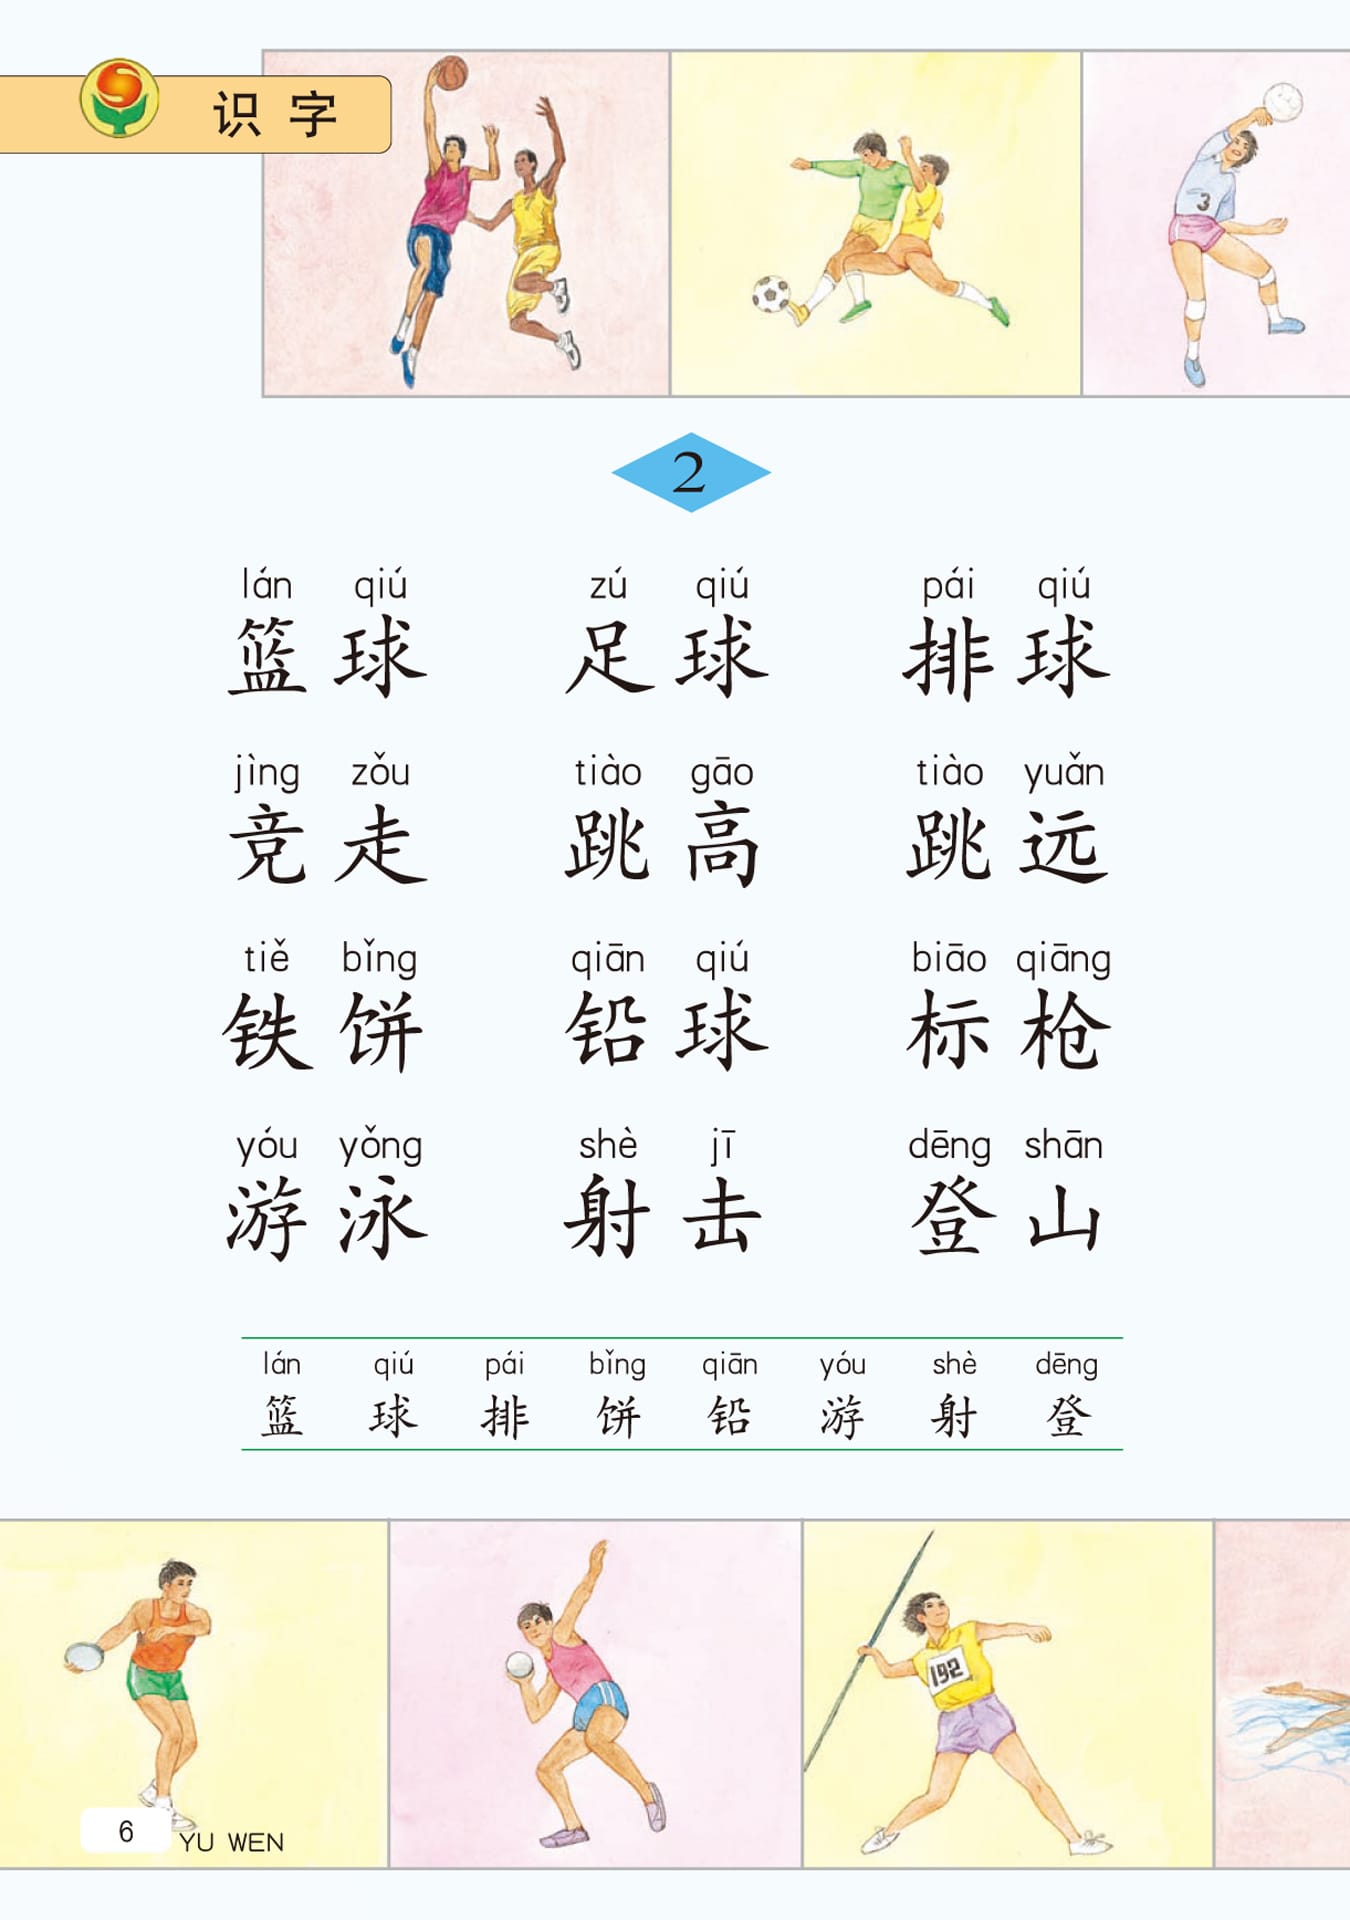 识字
3
2
lán qiú zú qiú pái qiú
篮球 足球 排球
jìng zǒu tiào gāo tiào yuǎn
竞走 跳高 跳远
tiě bǐng qiān qiú biāo qiāng
铁饼 铅球 标枪
yóu yǒng shè jī dēng shān
游泳 射击 登山
lán qiú pái bǐng qiān yóu shè dēng
篮 球 排 饼 铅 游 射 登
192
6 YU WEN